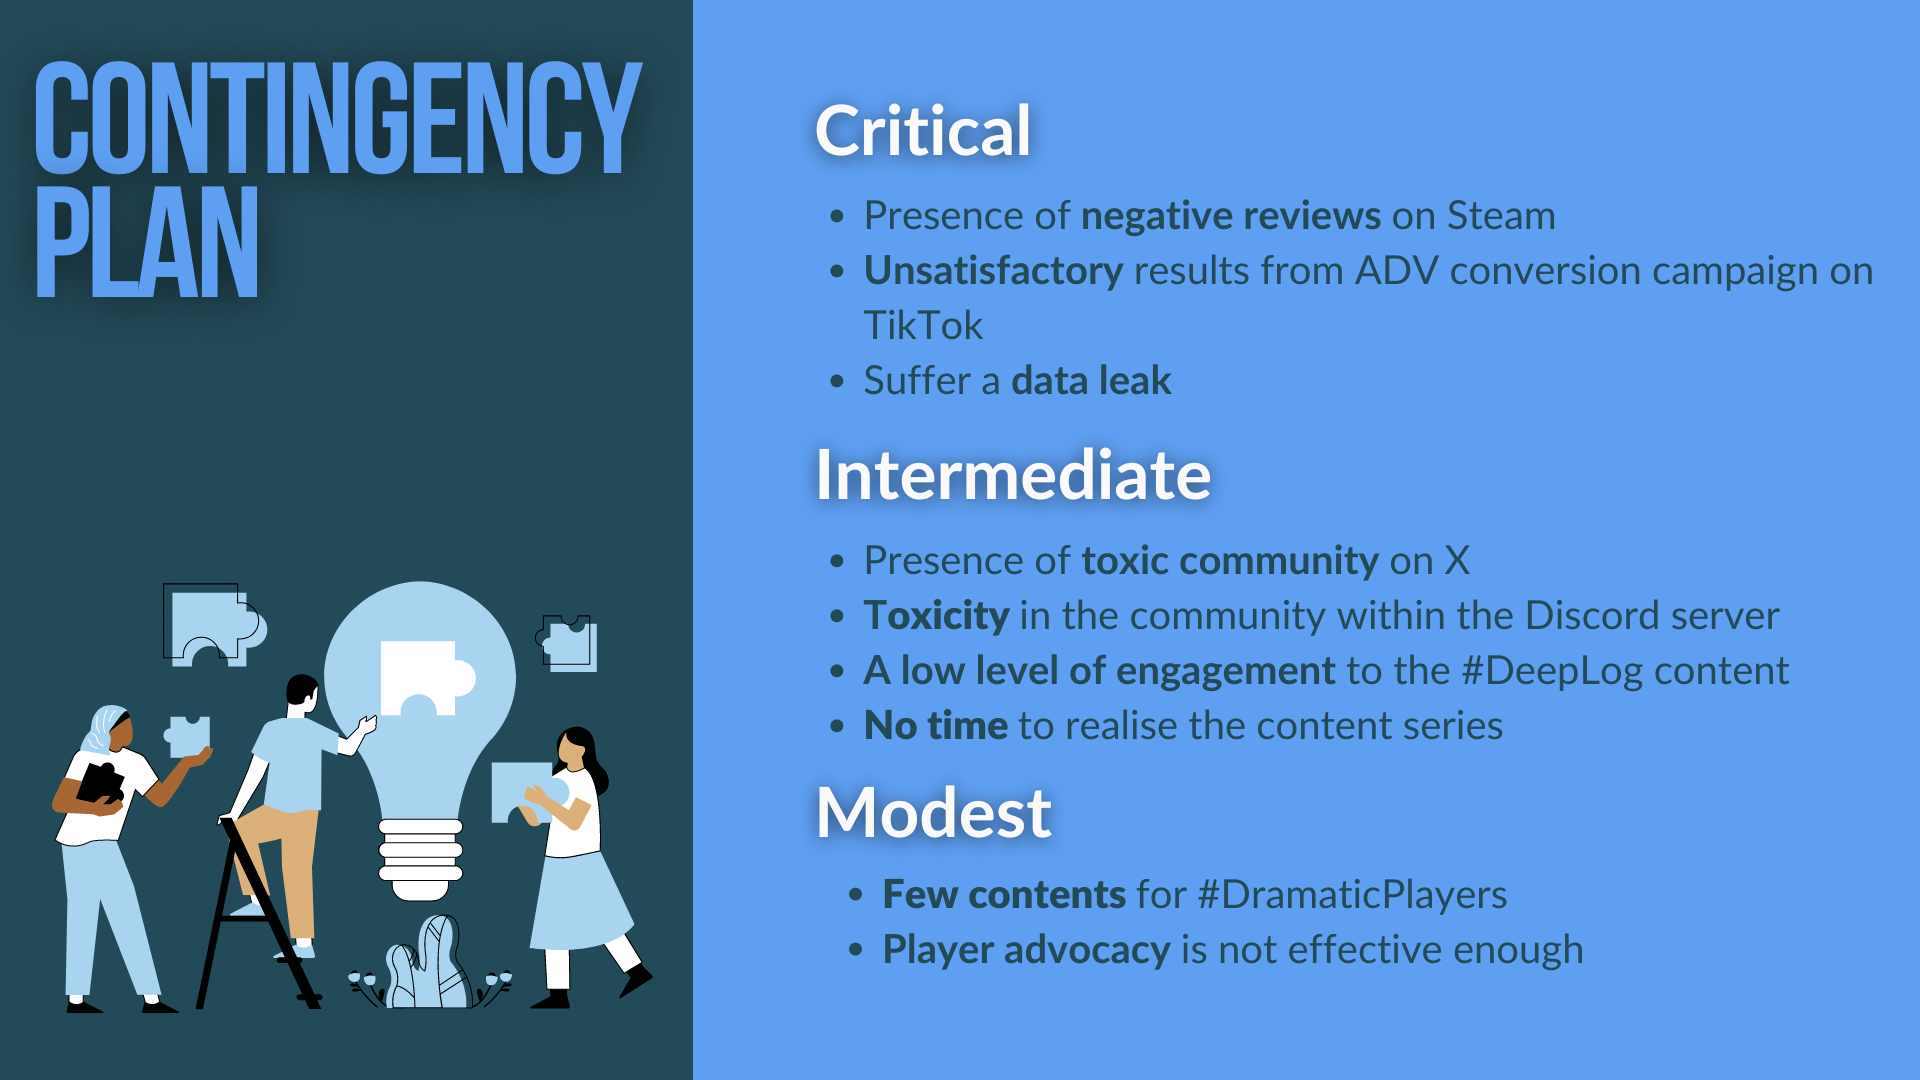 CONTINGENCY
PLAN
Critical
• Presence of negative reviews on Steam
• Unsatisfactory results from ADV conversion campaign on
TikTok
• Suffer a data leak
Intermediate
• Presence of toxic community on X
• Toxicity in the community within the Discord server
• A low level of engagement to the #DeepLog content
• No time to realise the content series
Modest
• Few contents for #DramaticPlayers
• Player advocacy is not effective enough